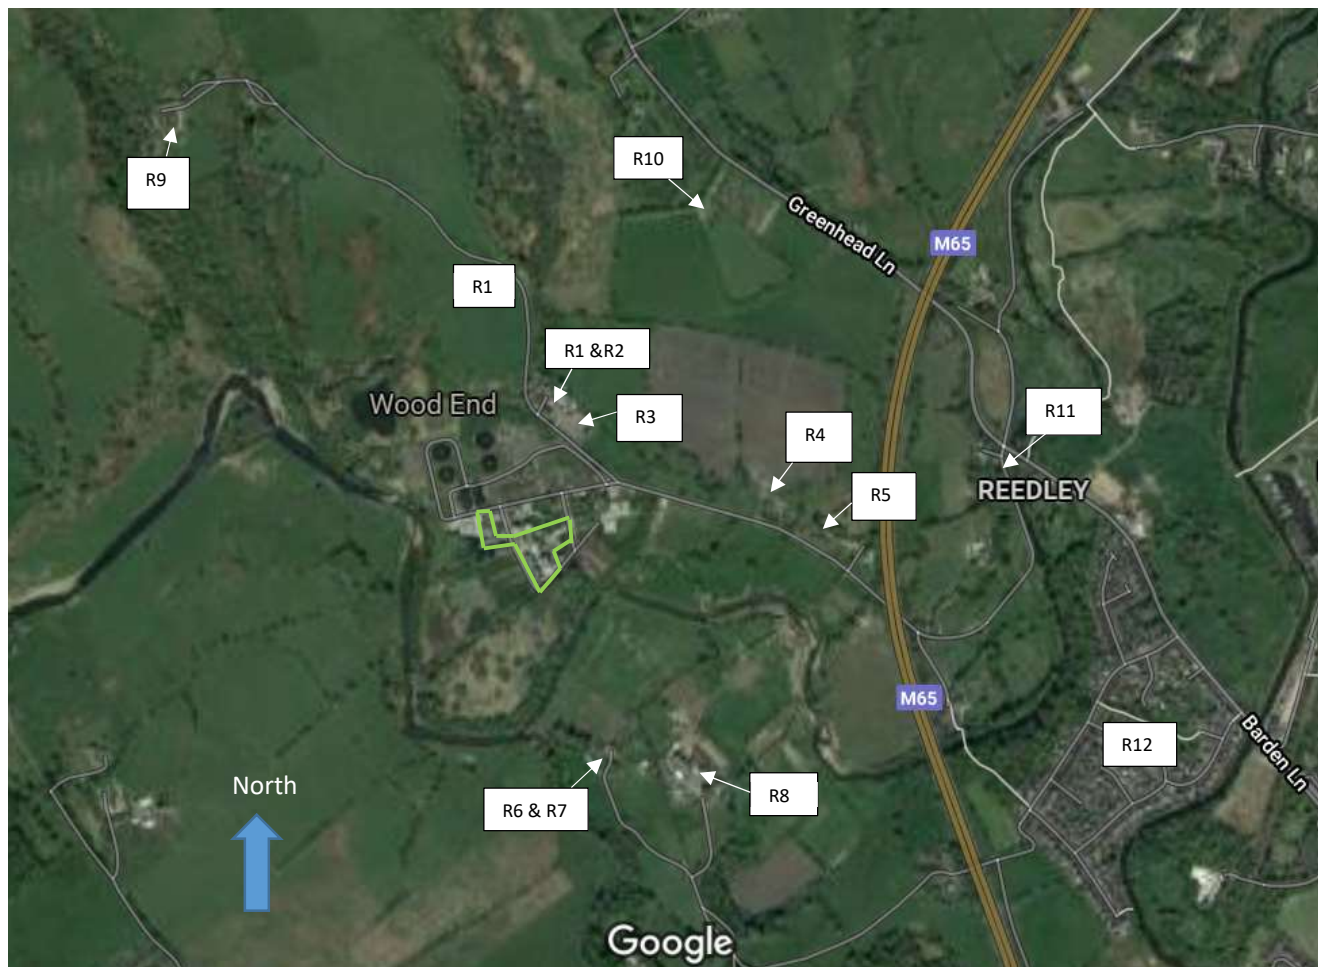 R10
R9
Greenhead Ln
M65
R1
R1 &R2
Wood End
R3
R11
R4
R5
REEDLEY
M65
R12
Barden Ln
North
R6 & R7
R8
Google